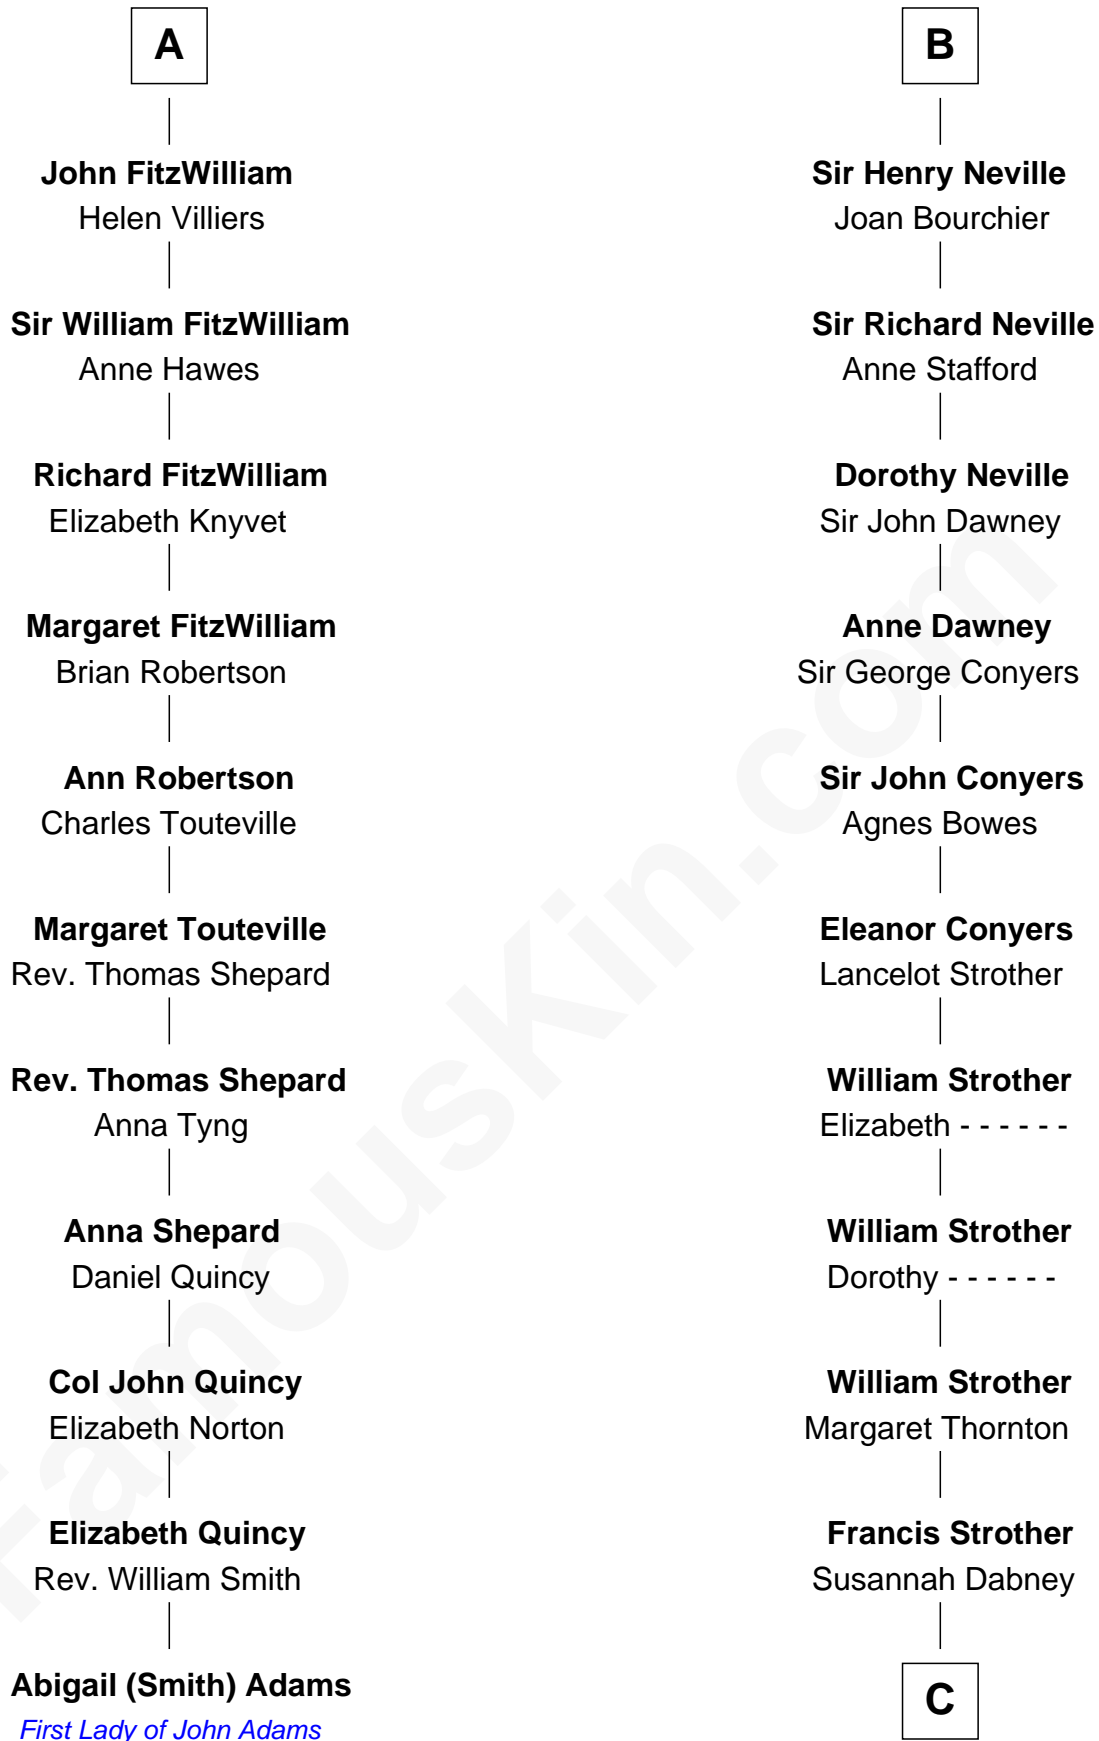 A
John FitzWilliam
Helen Villiers
Sir William FitzWilliam
Anne Hawes
Richard FitzWilliam
Elizabeth Knyvet
Margaret FitzWilliam
Brian Robertson
Ann Robertson
Charles Touteville
Margaret Touteville
Rev. Thomas Shepard
Rev. Thomas Shepard
Anna Tyng
Anna Shepard
Daniel Quincy
Col John Quincy
Elizabeth Norton
Elizabeth Quincy
Rev. William Smith
Abigail (Smith) Adams
First Lady of John Adams
B
Sir Henry Neville
Joan Bourchier
Sir Richard Neville
Anne Stafford
Dorothy Neville
Sir John Dawney
Anne Dawney
Sir George Conyers
Sir John Conyers
Agnes Bowes
Eleanor Conyers
Lancelot Strother
William Strother
Elizabeth - - - - - -
William Strother
Dorothy - - - - - -
William Strother
Margaret Thornton
Francis Strother
Susannah Dabney
C
FamousKin.com